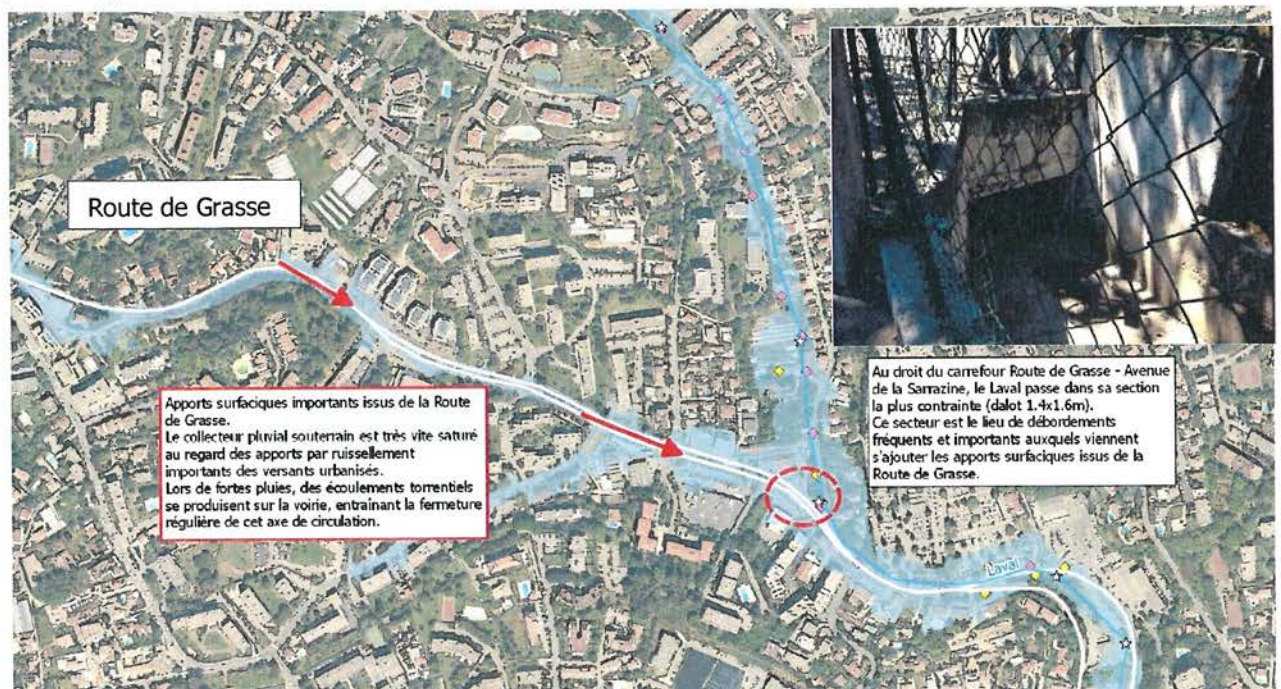 Route de Grasse
Apports surfaciques importants issus de la Route
de Grasse.
Le collecteur pluvial souterrain est très vite saturé
au regard des apports par ruissellement
importants des versants urbanisés.
Lors de fortes pluies, des écoulements torrentiels
se produisent sur la voirie, entraînant la fermeture
régulière de cet axe de circulation.
Au droit du carrefour Route de Grasse - Avenue
de la Sarrazine, le Laval passe dans sa section
la plus contrainte (dalot 1.4x1.6m).
Ce secteur est le lieu de débordements
fréquents et importants auxquels viennent
s'ajouter les apports surfaciques issus de la
Route de Grasse.
Laval